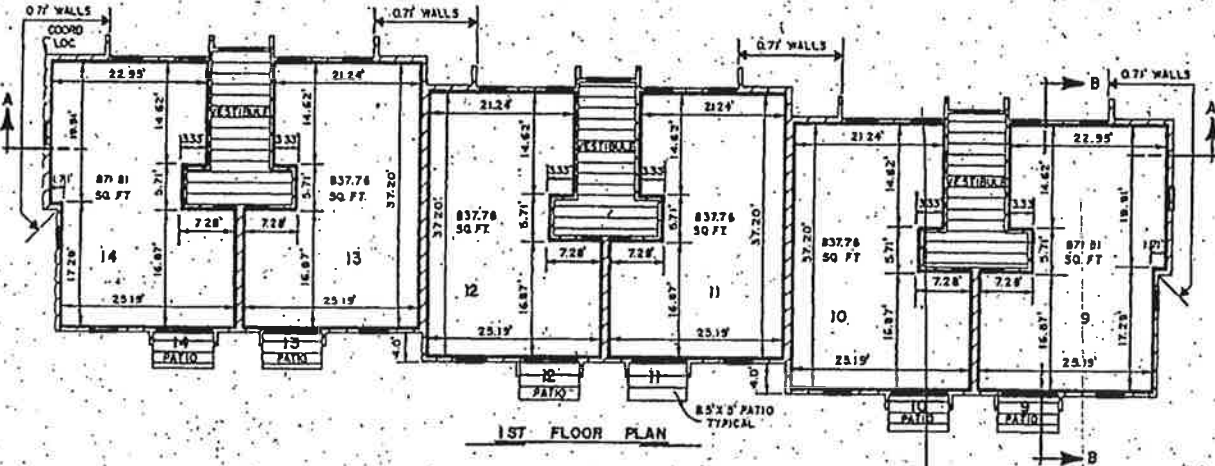 0.71' WALLS
COORD
LOC
0.71' WALLS
0.71' WALLS
0.71' WALLS
A
B
A
22.95'
21.24'
VESTIBULE
19.91'
14.62'
14.62'
3.33'
3.33'
1.71'
871.81
SQ. FT
5.71'
5.71'
837.76
SQ. FT.
37.20'
7.28'
7.28'
17.29'
14
16.87'
16.87'
13
25.19'
25.19'
14
PATIO
13
PATIO
4.0'
21.24'
21.24'
VESTIBULE
14.62'
14.62'
3.33'
3.33'
37.20'
837.76
SQ. FT.
5.71'
5.71'
837.76
SQ. FT.
37.20'
7.28'
7.28'
12
16.87'
16.87'
11
25.19'
25.19'
12
PATIO
11
4.0'
8.5' X 5' PATIO
TYPICAL
21.24'
22.95'
VESTIBULE
14.62'
14.62'
19.91'
3.33'
3.33'
37.20'
837.76
SQ. FT
5.71'
5.71'
871.81
SQ. FT
1.71'
7.28'
7.28'
10
16.87'
16.87'
9
17.29'
25.19'
25.19'
10
PATIO
9
PATIO
B
1ST FLOOR PLAN